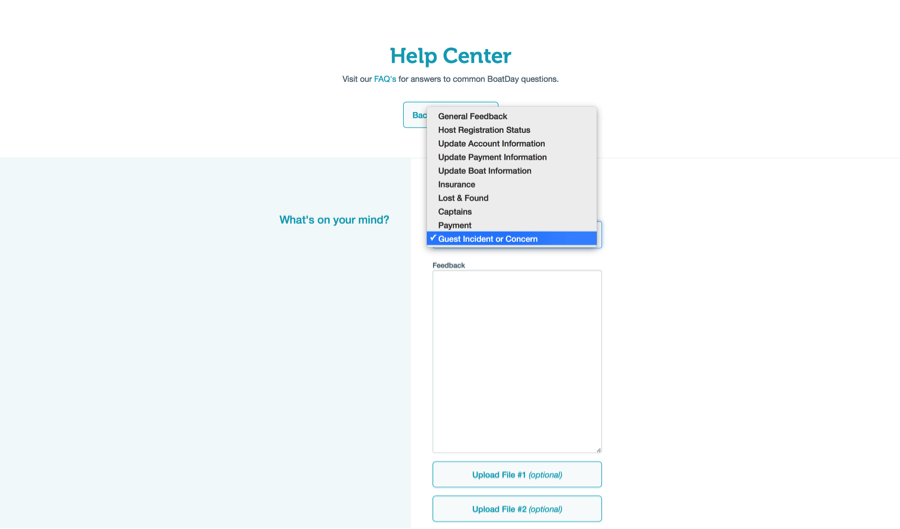 Help Center
Visit our FAQ's for answers to common BoatDay questions.
General Feedback
Host Registration Status
Update Account Information
Update Payment Information
Update Boat Information
Insurance
Lost & Found
Captains
Payment
✓ Guest Incident or Concern
What's on your mind?
Feedback
Upload File #1 (optional)
Upload File #2 (optional)